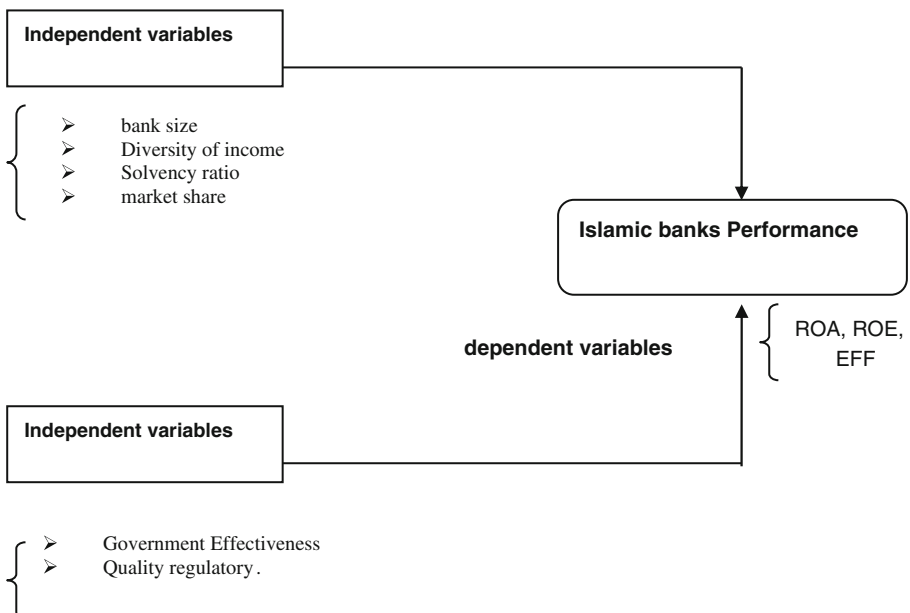 Independent variables
➢ bank size
➢ Diversity of income
➢ Solvency ratio
➢ market share
Islamic banks Performance
ROA, ROE,
EFF
dependent variables
Independent variables
➢ Government Effectiveness
➢ Quality regulatory.